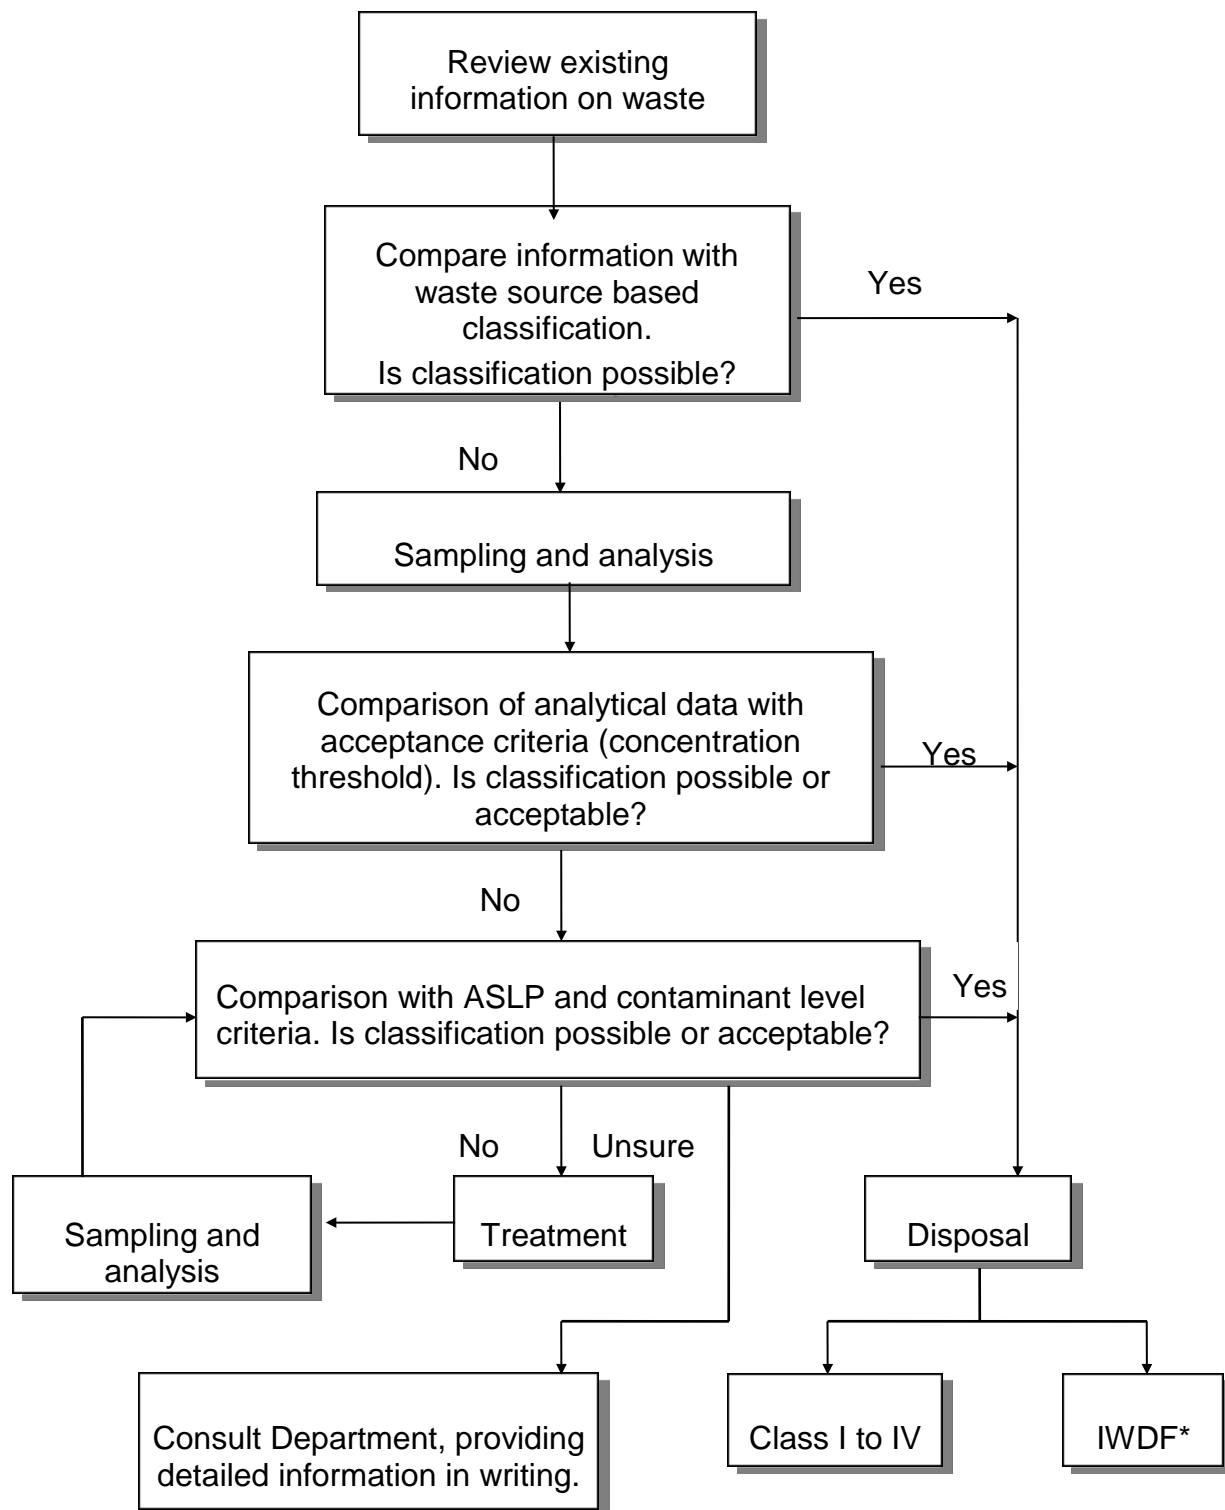 Review existing
information on waste
Compare information with
waste source based
classification.
Is classification possible?
Yes
No
Sampling and analysis
Comparison of analytical data with
acceptance criteria (concentration
threshold). Is classification possible or
acceptable?
Yes
No
Comparison with ASLP and contaminant level
criteria. Is classification possible or acceptable?
Yes
No
Unsure
Sampling and
analysis
Treatment
Disposal
Consult Department, providing
detailed information in writing.
Class I to IV
IWDF*